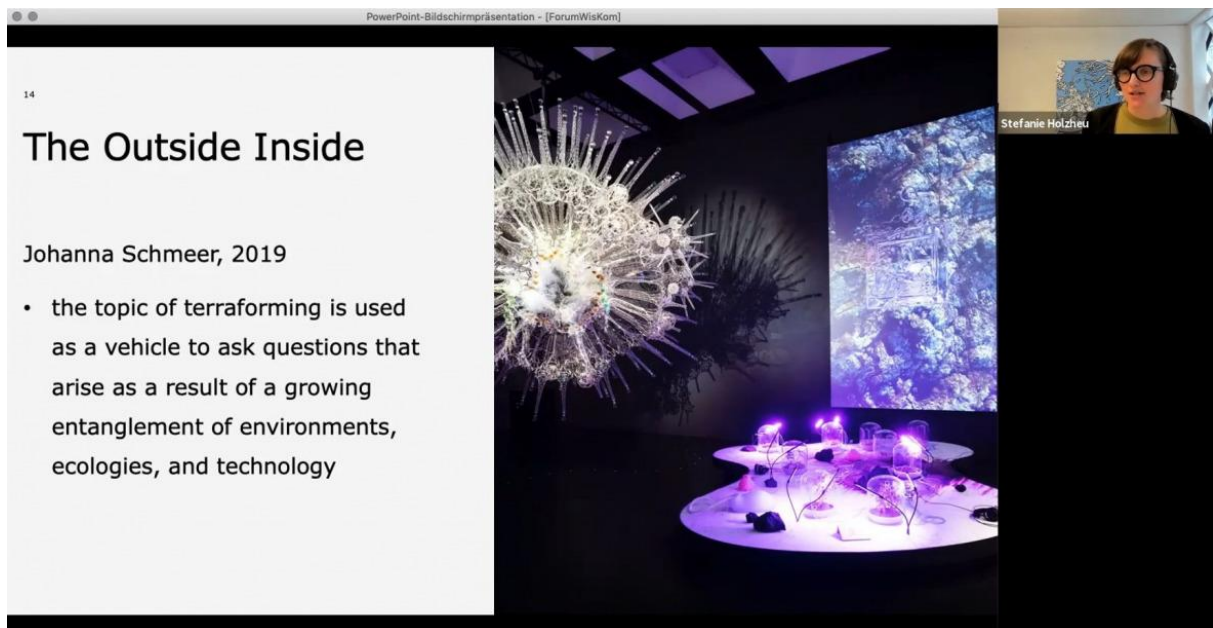 PowerPoint-Bildschirmpräsentation - [ForumWisKom]
14
The Outside Inside
Johanna Schmeer, 2019
• the topic of terraforming is used
as a vehicle to ask questions that
arise as a result of a growing
entanglement of environments,
ecologies, and technology
Stefanie Holzheu